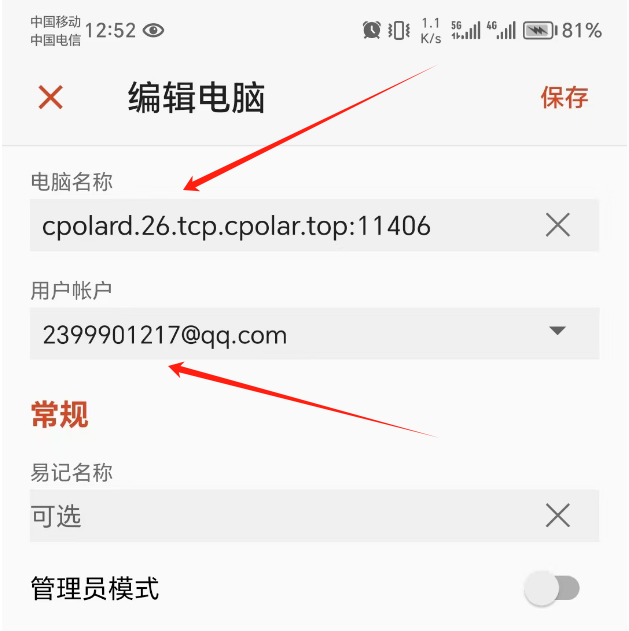 中国移动
中国电信
12:52
1.1
K/s
5G
4G
81%
编辑电脑
保存
电脑名称
cpolard.26.tcp.cpolar.top:11406
用户帐户
2399901217@qq.com
常规
易记名称
可选
管理员模式